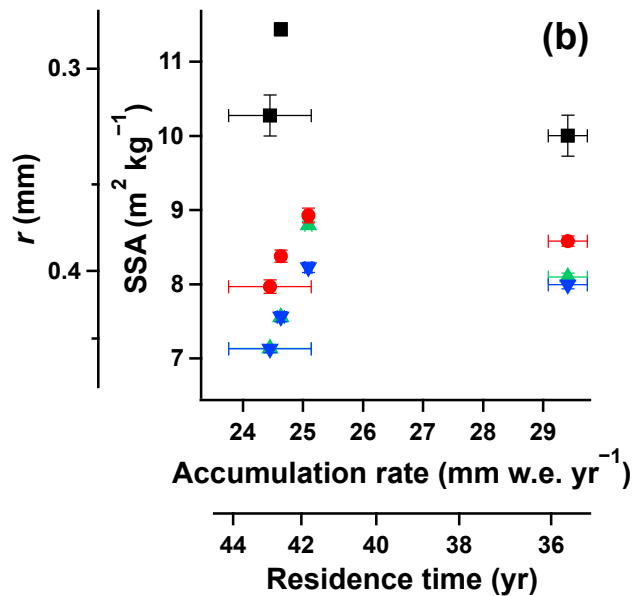 (b)
r (mm)
0.3
0.4
SSA (m² kg⁻¹)
11
10
9
8
7
24 25 26 27 28 29
Accumulation rate (mm w.e. yr⁻¹)
44 42 40 38 36
Residence time (yr)